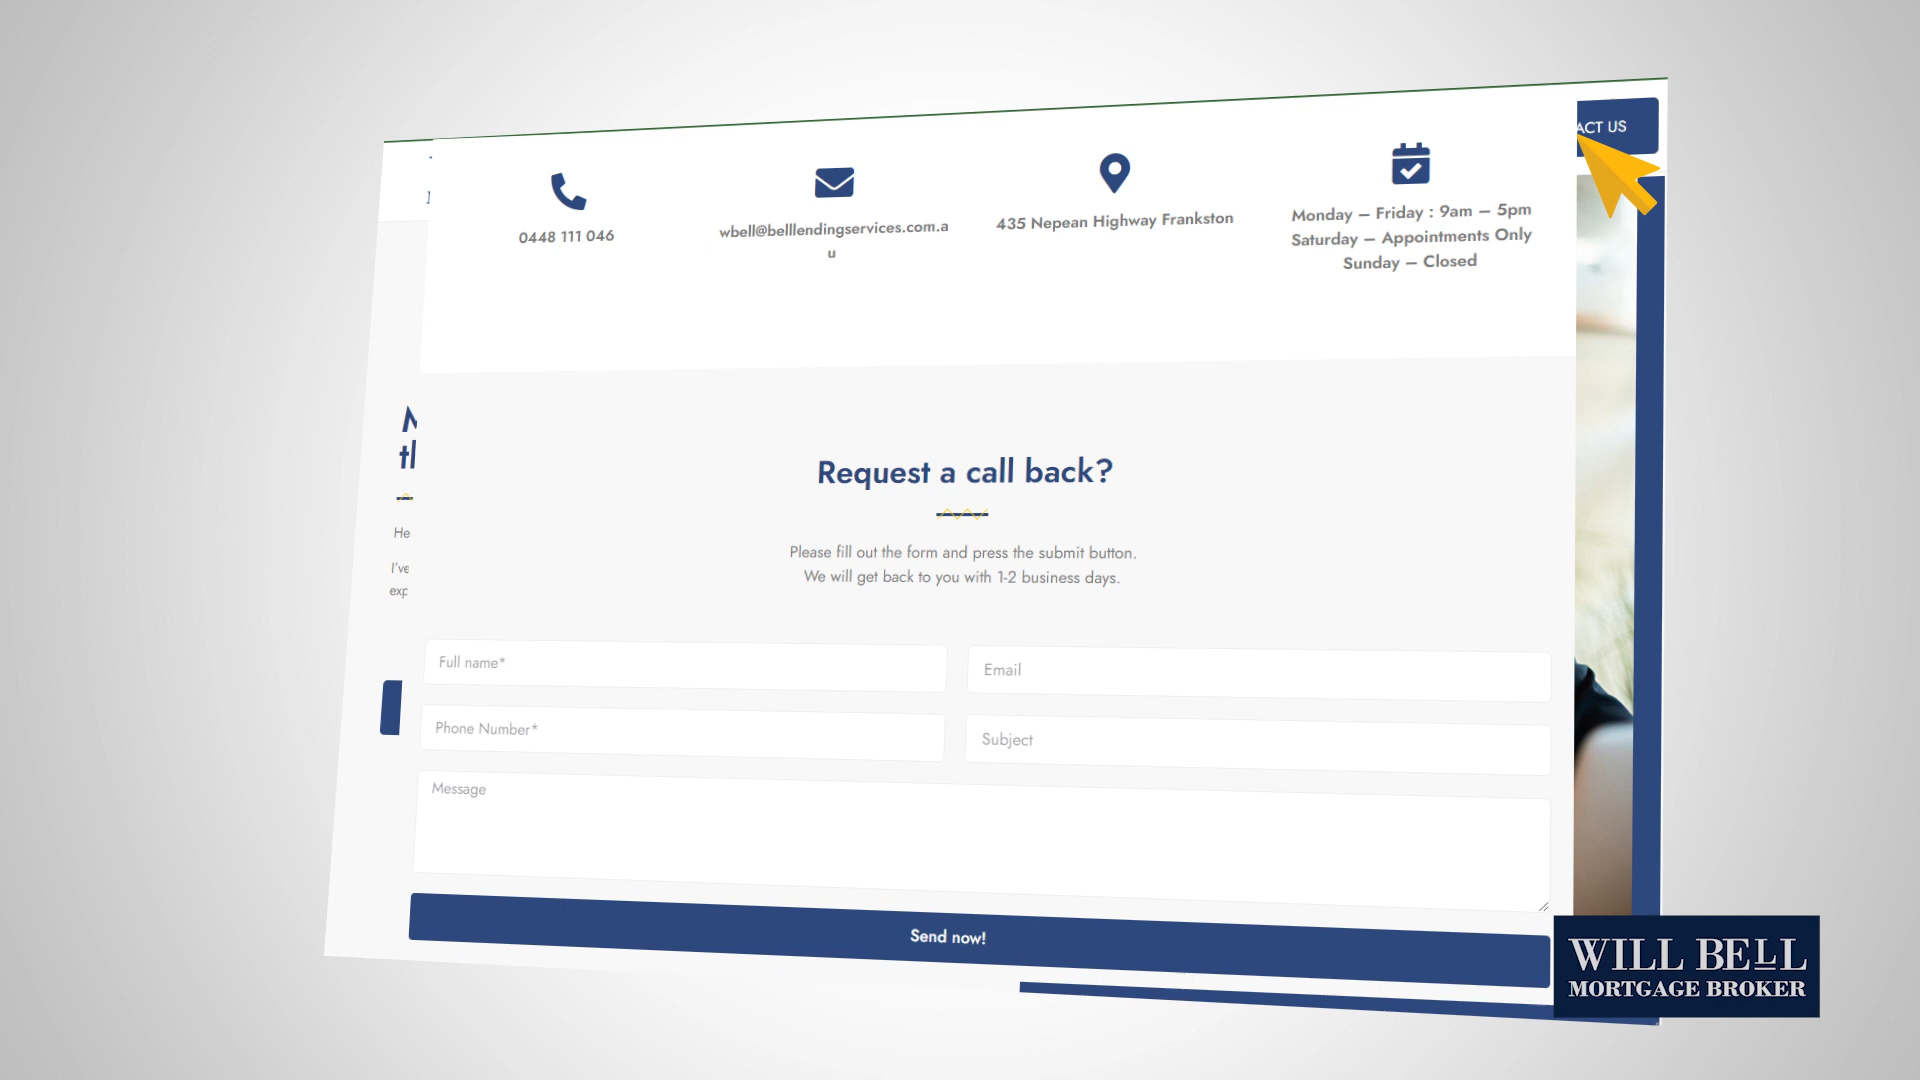 ACT US
0448 111 046
wbell@belllendingservices.com.a
u
435 Nepean Highway Frankston
Monday – Friday : 9am – 5pm
Saturday – Appointments Only
Sunday – Closed
Request a call back?
Please fill out the form and press the submit button.
We will get back to you with 1-2 business days.
He
I've
exp
Full name*
Email
Phone Number*
Subject
Message
Send now!
WILL BELL
MORTGAGE BROKER